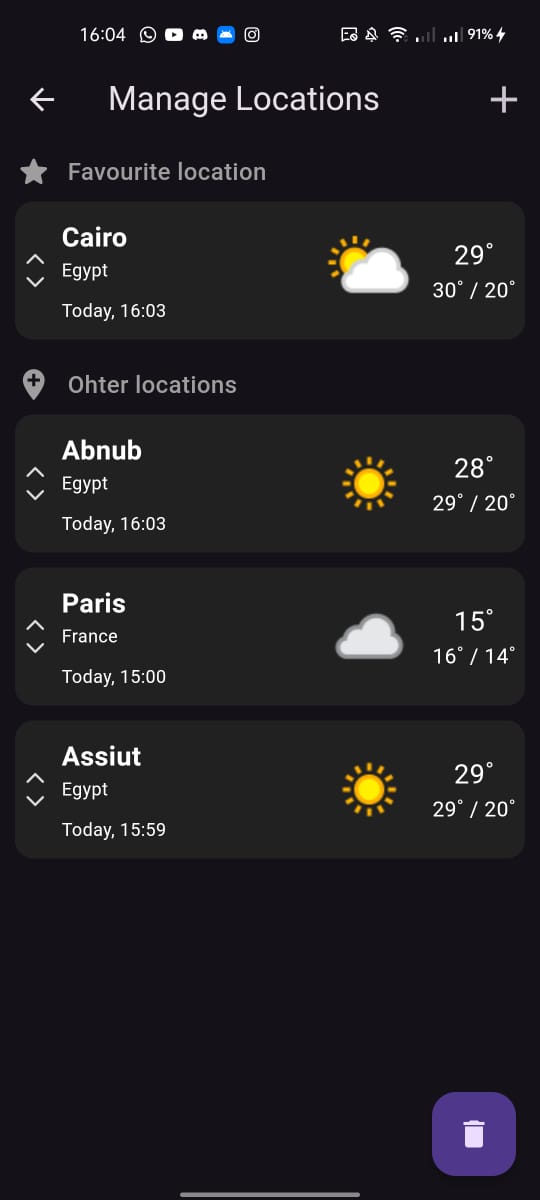 16:04
91%
Manage Locations
Favourite location
Cairo
Egypt
Today, 16:03
29°
30° / 20°
Ohter locations
Abnub
Egypt
Today, 16:03
28°
29° / 20°
Paris
France
Today, 15:00
15°
16° / 14°
Assiut
Egypt
Today, 15:59
29°
29° / 20°